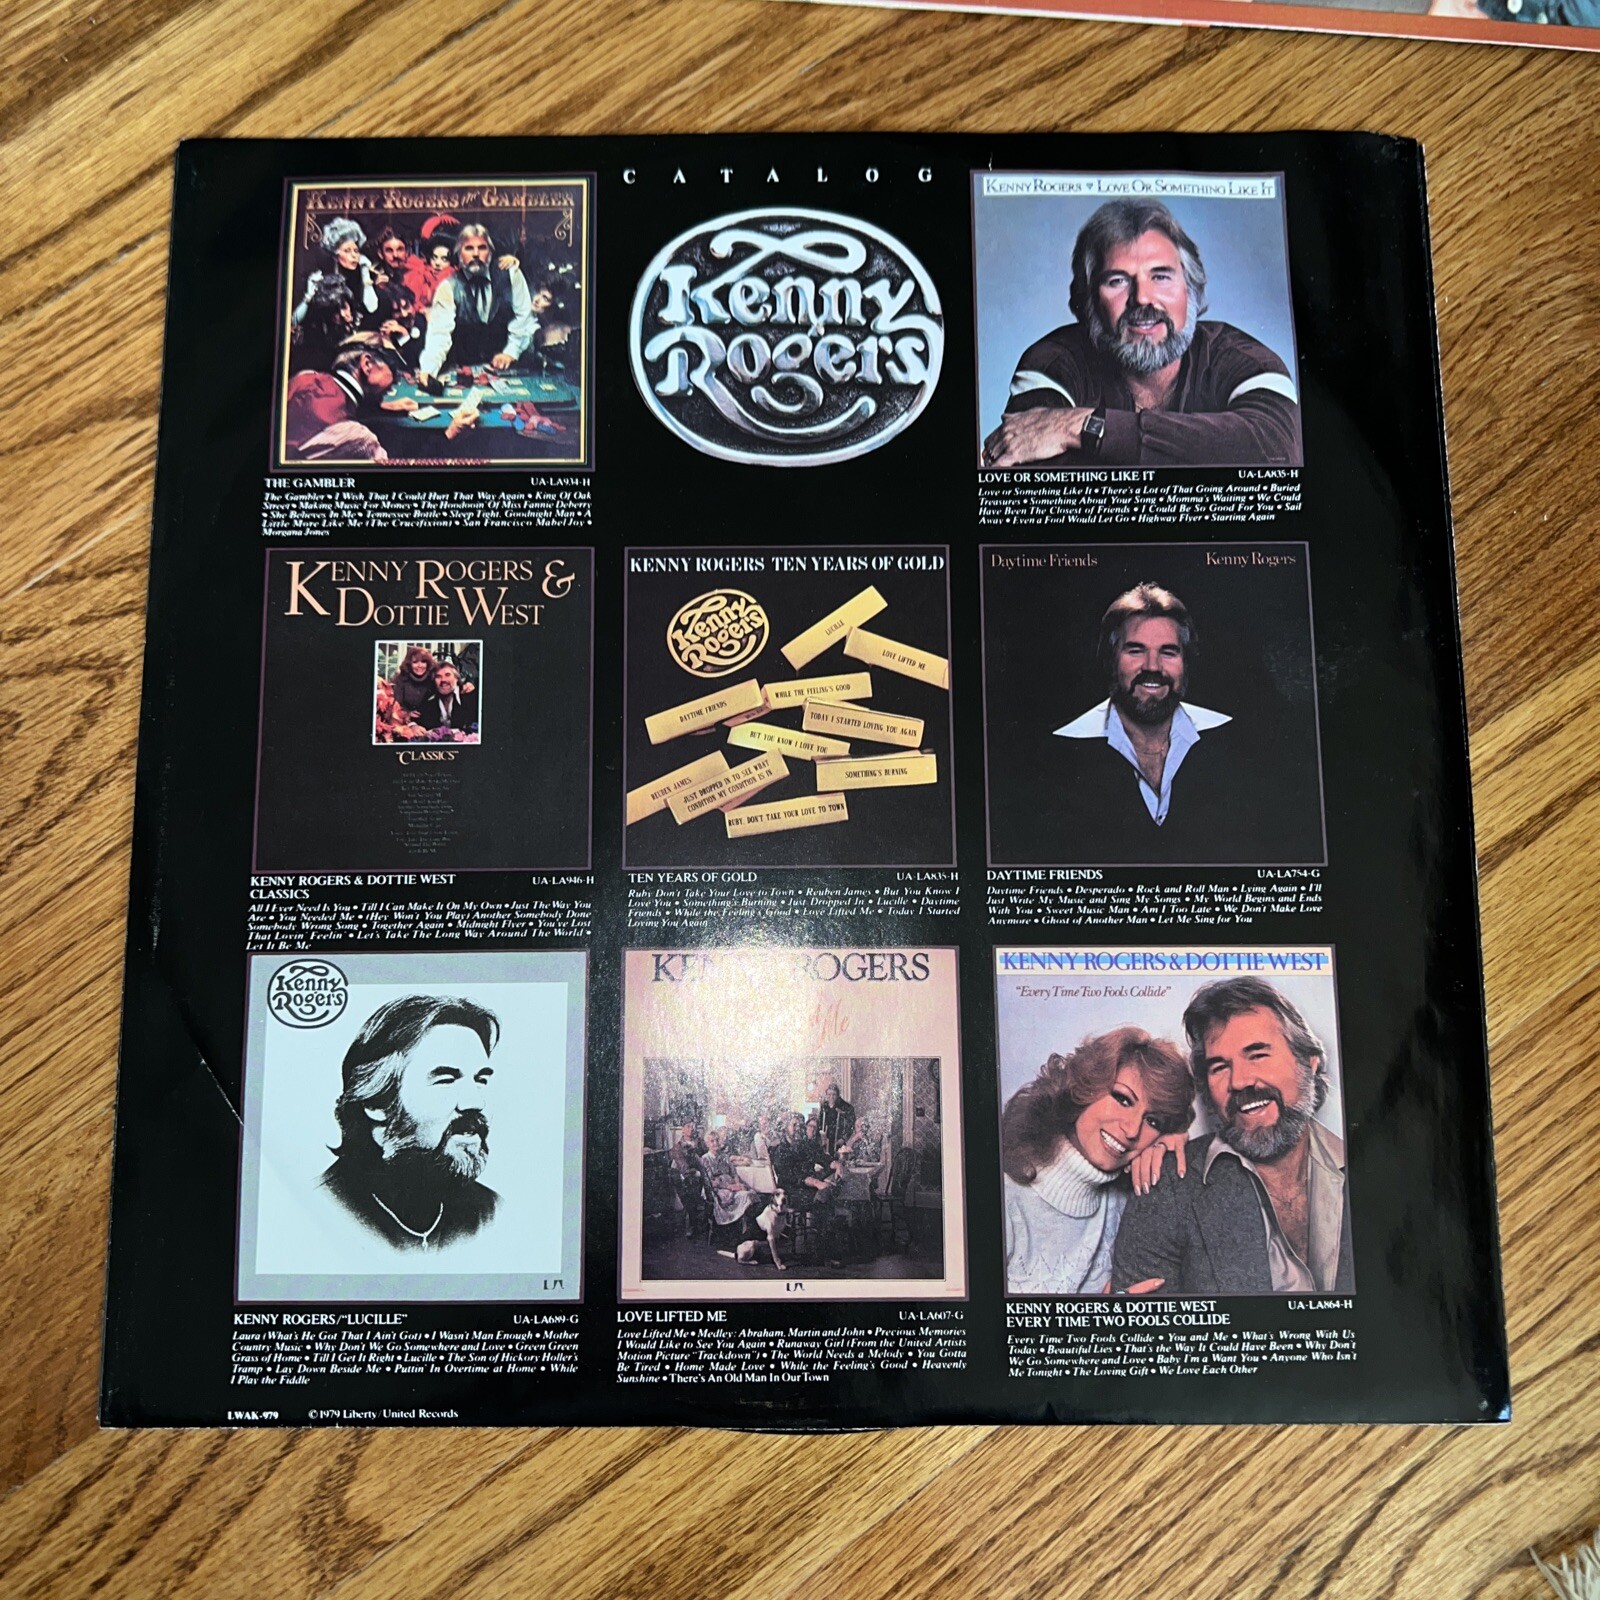 CATALOG
KENNY ROGERS THE GAMBLER
Kenny
Rogers
KENNY ROGERS ♥ LOVE OR SOMETHING LIKE IT
THE GAMBLER UA-LA934-H
The Gambler • I Wish That I Could Hurt That Way Again • King Of Oak
Street • Making Music For Money • The Hoodooin' Of Miss Fannie Deberry
• She Believes In Me • Tennessee Bottle • Sleep Tight, Goodnight Man • A
Little More Like Me (The Crucifixion) • San Francisco Mabel Joy •
Morgana Jones
LOVE OR SOMETHING LIKE IT UA-LA835-H
Love or Something Like It • There's a Lot of That Going Around • Buried
Treasures • Something About Your Song • Momma's Waiting • We Could
Have Been The Closest of Friends • I Could Be So Good For You • Sail
Away • Even a Fool Would Let Go • Highway Flyer • Starting Again
KENNY ROGERS &
DOTTIE WEST
"CLASSICS"
KENNY ROGERS TEN YEARS OF GOLD
Kenny
Rogers
LUCILLE
LOVE LIFTED ME
WHILE THE FEELING'S GOOD
DAYTIME FRIENDS
TODAY I STARTED LOVING YOU AGAIN
BUT YOU KNOW I LOVE YOU
REUBEN JAMES
JUST DROPPED IN TO SEE WHAT
CONDITION MY CONDITION IS IN
SOMETHING'S BURNING
RUBY, DON'T TAKE YOUR LOVE TO TOWN
Daytime Friends Kenny Rogers
KENNY ROGERS & DOTTIE WEST UA-LA946-H
CLASSICS
All I Ever Need Is You • Till I Can Make It On My Own • Just The Way You
Are • You Needed Me • (Hey Won't You Play) Another Somebody Done
Somebody Wrong Song • Together Again • Midnight Flyer • You've Lost
That Lovin' Feelin' • Let's Take The Long Way Around The World •
Let It Be Me
TEN YEARS OF GOLD UA-LA835-H
Ruby Don't Take Your Love to Town • Reuben James • But You Know I
Love You • Something's Burning • Just Dropped In • Lucille • Daytime
Friends • While the Feeling's Good • Love Lifted Me • Today I Started
Loving You Again
DAYTIME FRIENDS UA-LA754-G
Daytime Friends • Desperado • Rock and Roll Man • Lying Again • I'll
Just Write My Music and Sing My Songs • My World Begins and Ends
With You • Sweet Music Man • Am I Too Late • We Don't Make Love
Anymore • Ghost of Another Man • Let Me Sing for You
Kenny
Rogers
UA
KENNY ROGERS
Me
UA
KENNY ROGERS & DOTTIE WEST
"Every Time Two Fools Collide"
KENNY ROGERS/"LUCILLE" UA-LA689-G
Laura (What's He Got That I Ain't Got) • I Wasn't Man Enough • Mother
Country Music • Why Don't We Go Somewhere and Love • Green Green
Grass of Home • Till I Get It Right • Lucille • The Son of Hickory Holler's
Tramp • Lay Down Beside Me • Puttin' In Overtime at Home • While
I Play the Fiddle
LOVE LIFTED ME UA-LA607-G
Love Lifted Me • Medley: Abraham, Martin and John • Precious Memories
I Would Like to See You Again • Runaway Girl (From the United Artists
Motion Picture "Trackdown") • The World Needs a Melody • You Gotta
Be Tired • Home Made Love • While the Feeling's Good • Heavenly
Sunshine • There's An Old Man In Our Town
KENNY ROGERS & DOTTIE WEST UA-LA864-H
EVERY TIME TWO FOOLS COLLIDE
Every Time Two Fools Collide • You and Me • What's Wrong With Us
Today • Beautiful Lies • That's the Way It Could Have Been • Why Don't
We Go Somewhere and Love • Baby I'm a Want You • Anyone Who Isn't
Me Tonight • The Loving Gift • We Love Each Other
LWAK-979 ©1979 Liberty/United Records